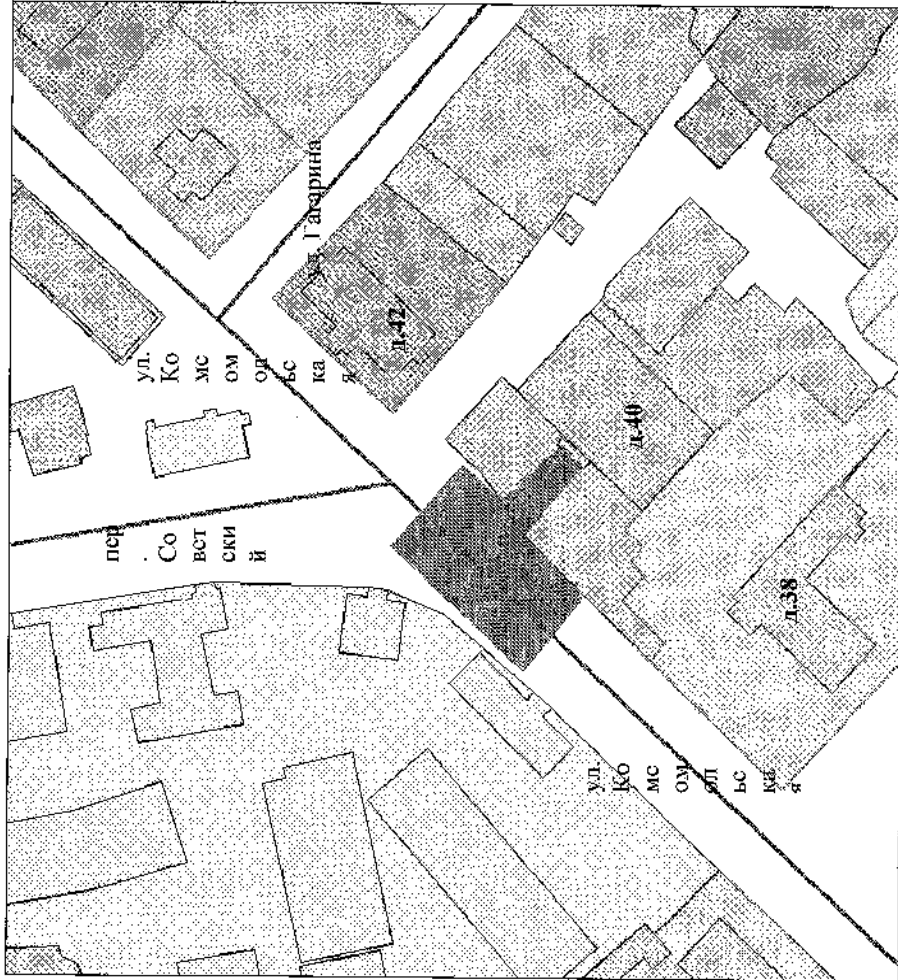 ул. Гагарина
д.42
ул.
Ко
мс
ом
ол
ьс
ка
я
пер
. Со
вет
ски
й
д.40
д.38
ул.
Ко
мс
ом
ол
ьс
ка
я